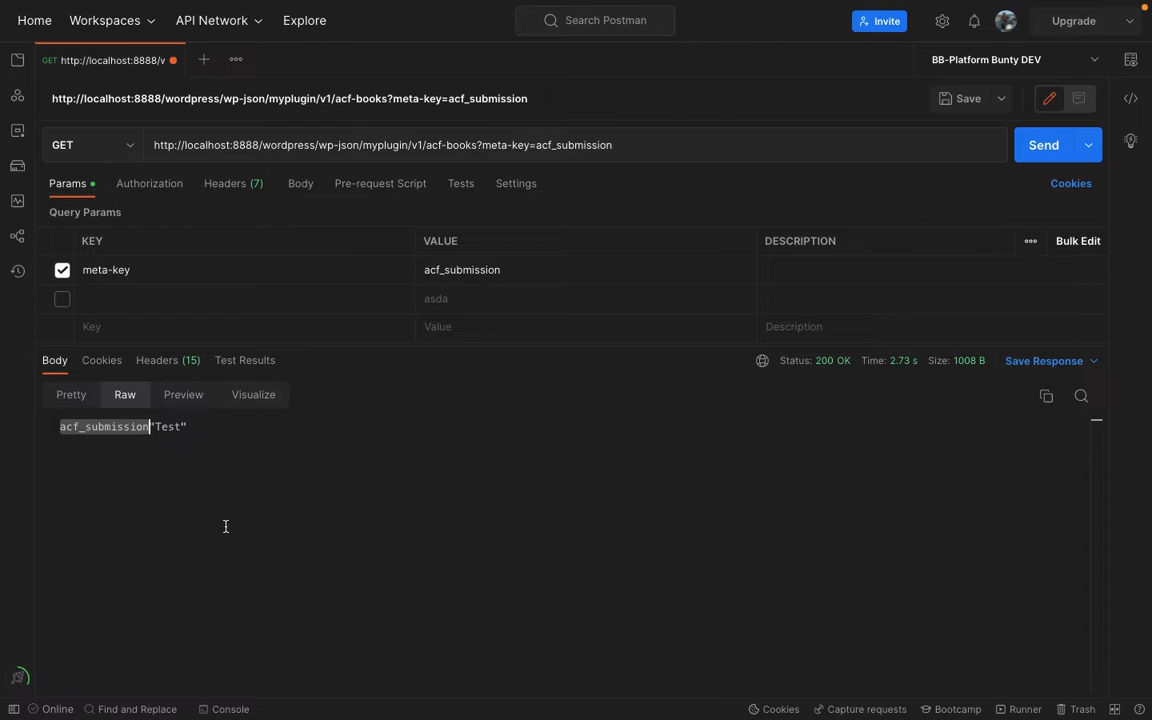 Home Workspaces API Network Explore Search Postman Invite Upgrade
GET http://localhost:8888/v BB-Platform Bunty DEV
http://localhost:8888/wordpress/wp-json/myplugin/v1/acf-books?meta-key=acf_submission Save
GET http://localhost:8888/wordpress/wp-json/myplugin/v1/acf-books?meta-key=acf_submission Send
Params Authorization Headers (7) Body Pre-request Script Tests Settings Cookies
Query Params
KEY VALUE DESCRIPTION Bulk Edit
meta-key acf_submission
asda
Key Value Description
Body Cookies Headers (15) Test Results Status: 200 OK Time: 2.73 s Size: 1008 B Save Response
Pretty Raw Preview Visualize
acf_submission"Test"
Online Find and Replace Console Cookies Capture requests Bootcamp Runner Trash